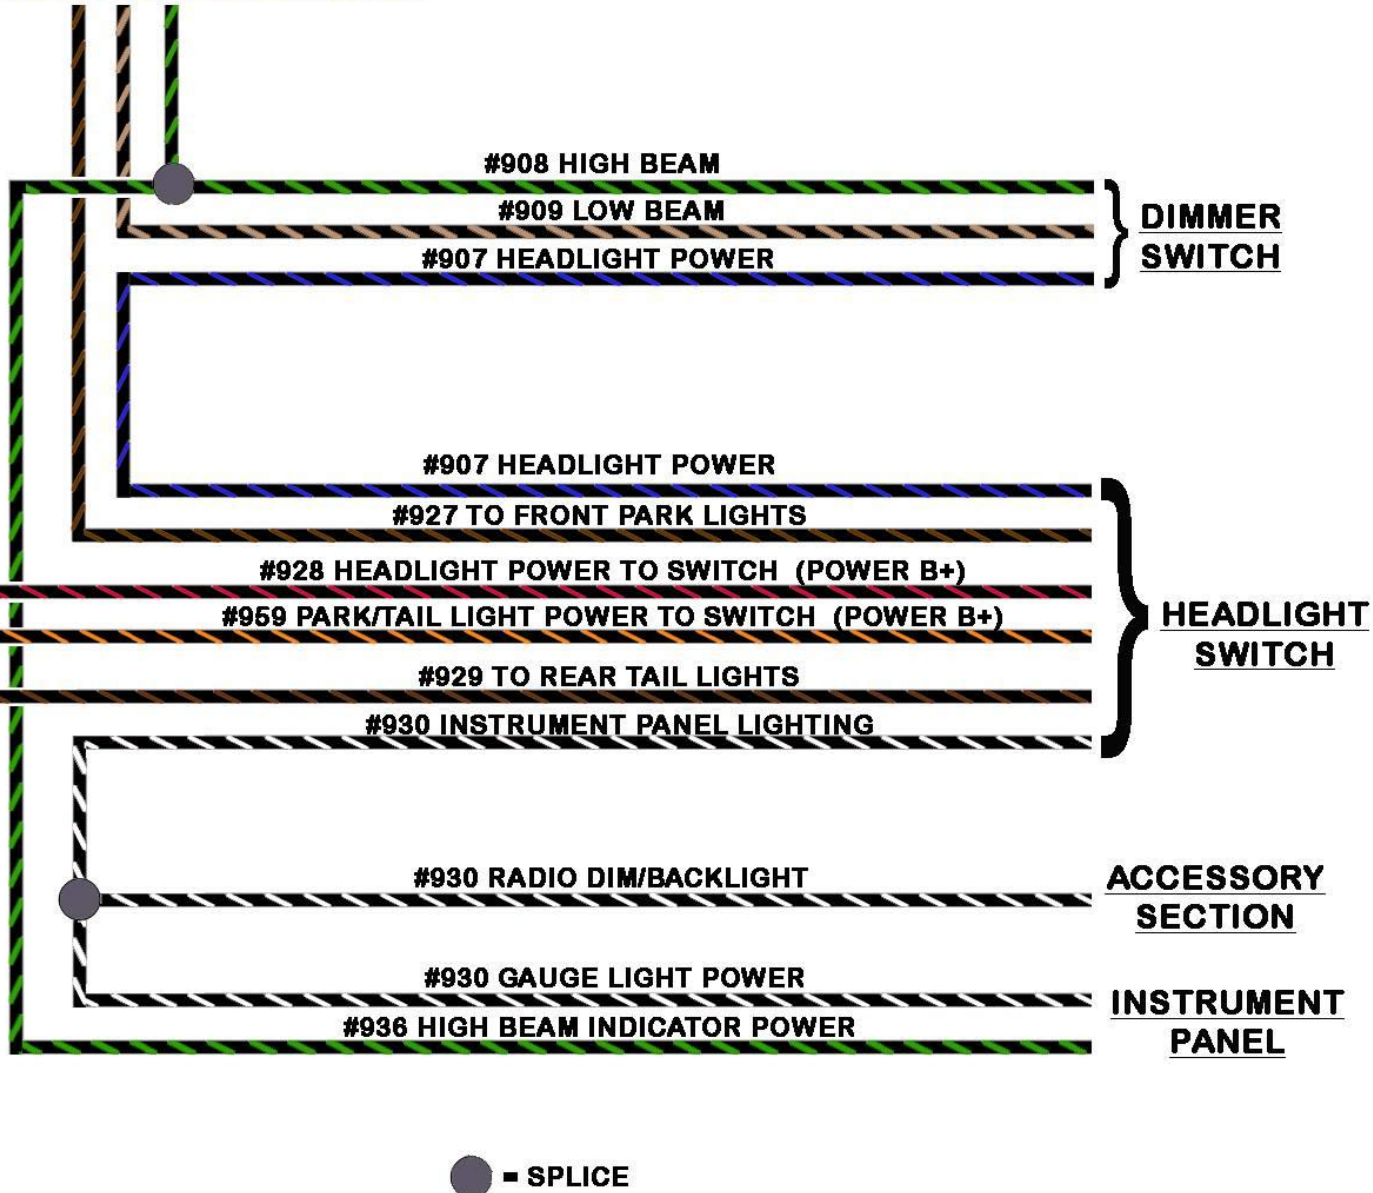 #908 HIGH BEAM
#909 LOW BEAM
#907 HEADLIGHT POWER
DIMMER
SWITCH
#907 HEADLIGHT POWER
#927 TO FRONT PARK LIGHTS
#928 HEADLIGHT POWER TO SWITCH (POWER B+)
#959 PARK/TAIL LIGHT POWER TO SWITCH (POWER B+)
#929 TO REAR TAIL LIGHTS
#930 INSTRUMENT PANEL LIGHTING
HEADLIGHT
SWITCH
#930 RADIO DIM/BACKLIGHT
ACCESSORY
SECTION
#930 GAUGE LIGHT POWER
#936 HIGH BEAM INDICATOR POWER
INSTRUMENT
PANEL
= SPLICE